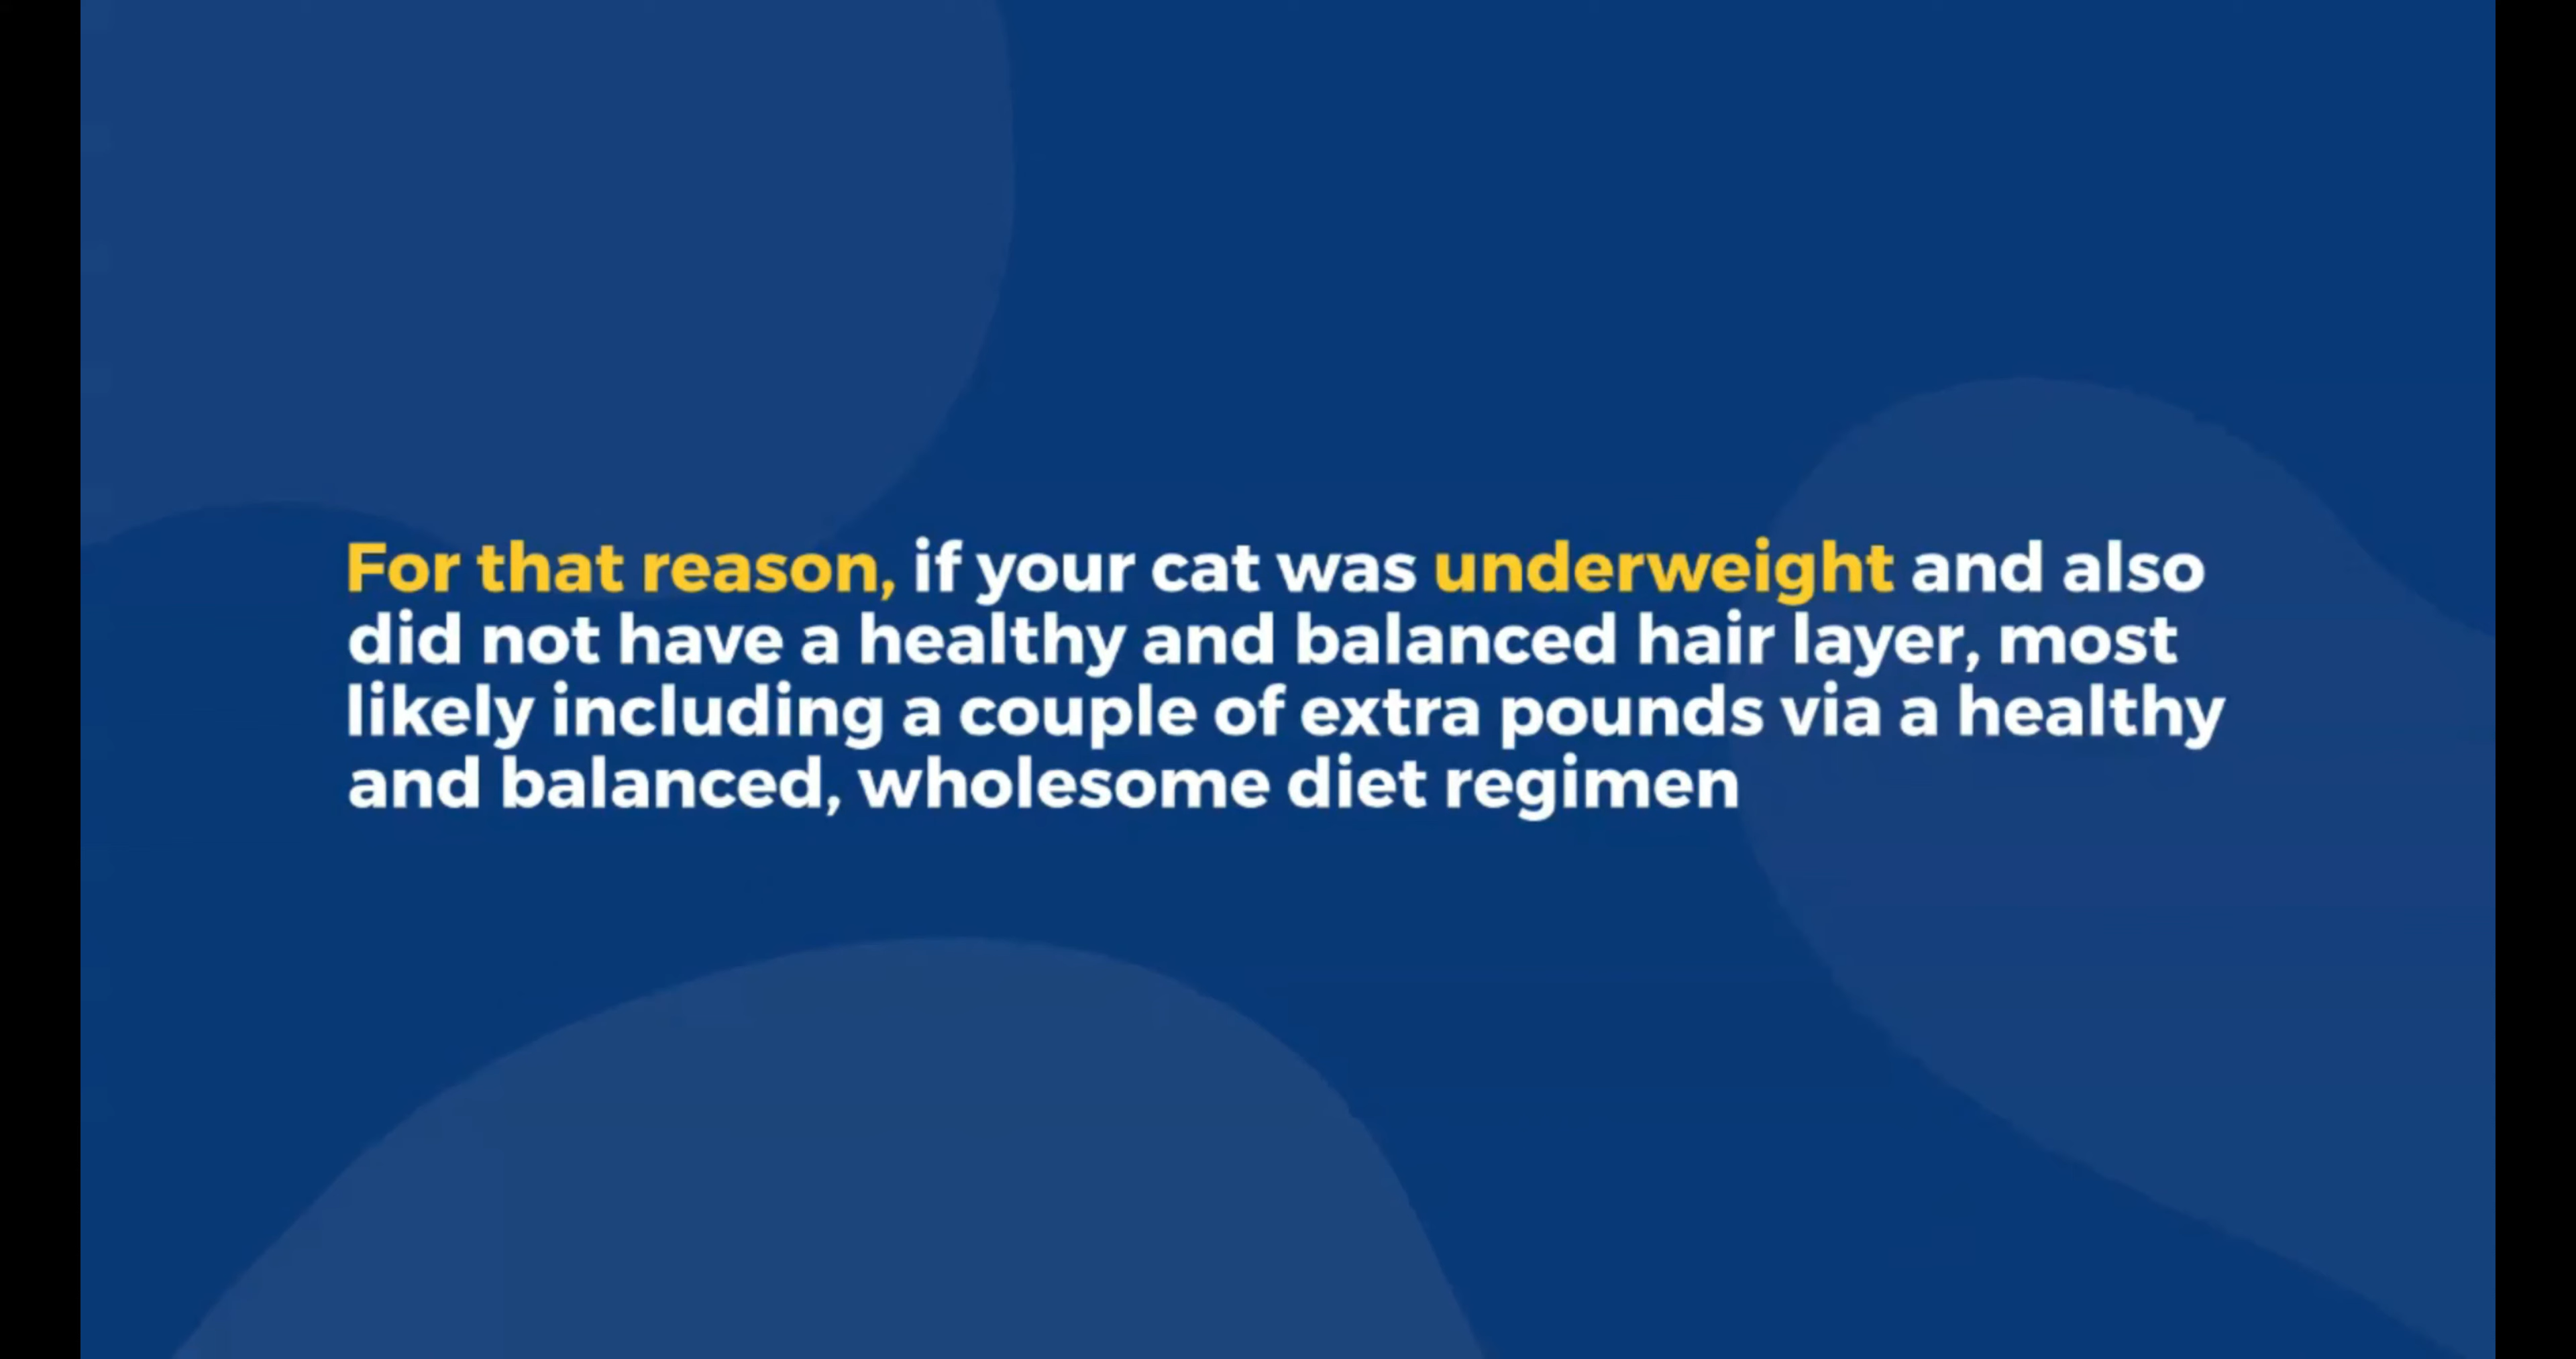 For that reason, if your cat was underweight and also
did not have a healthy and balanced hair layer, most
likely including a couple of extra pounds via a healthy
and balanced, wholesome diet regimen